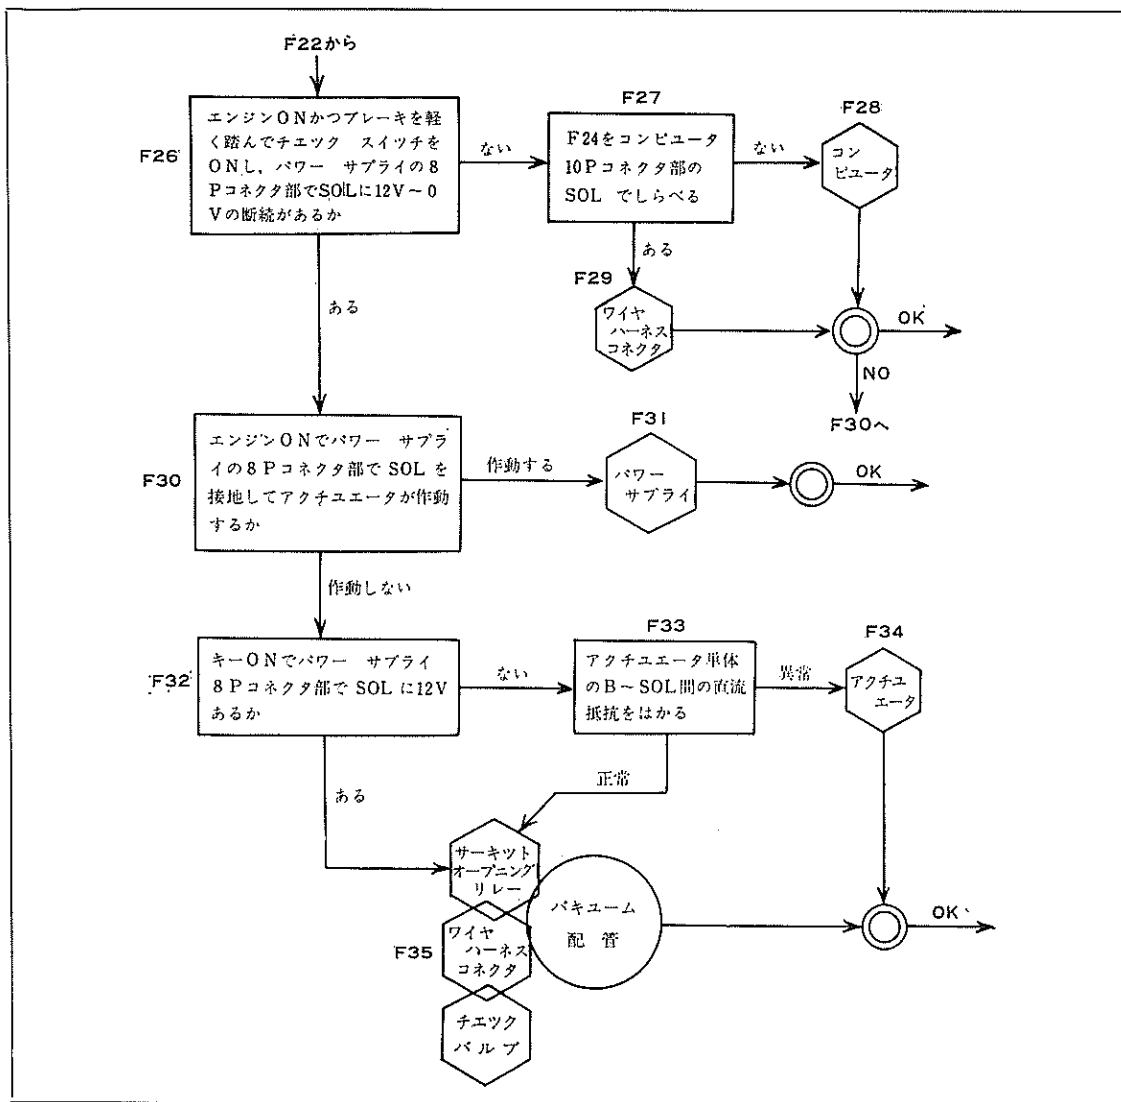 F22から
F26
エンジンONかつブレーキを軽
く踏んでチエツク スイツチを
ONし，パワー サプライの8
Pコネクタ部でSOLに12V～0
Vの断続があるか
ない
F27
F24をコンピユータ
10Pコネクタ部の
SOLでしらべる
ない
F28
コン
ピユータ
ある
F29
ワイヤ
ハーネス
コネクタ
OK
NO
F30へ
ある
F30
エンジンONでパワー サプラ
イの8Pコネクタ部でSOLを
接地してアクチユエータが作動
するか
作動する
F31
パワー
サプライ
OK
作動しない
F32
キーONでパワー サプライ
8Pコネクタ部でSOLに12V
あるか
ない
F33
アクチユエータ単体
のB～SOL間の直流
抵抗をはかる
異常
F34
アクチユ
エータ
正常
ある
サーキツト
オープニング
リレー
バキユーム
配管
F35
ワイヤ
ハーネス
コネクタ
チエツク
バルブ
OK